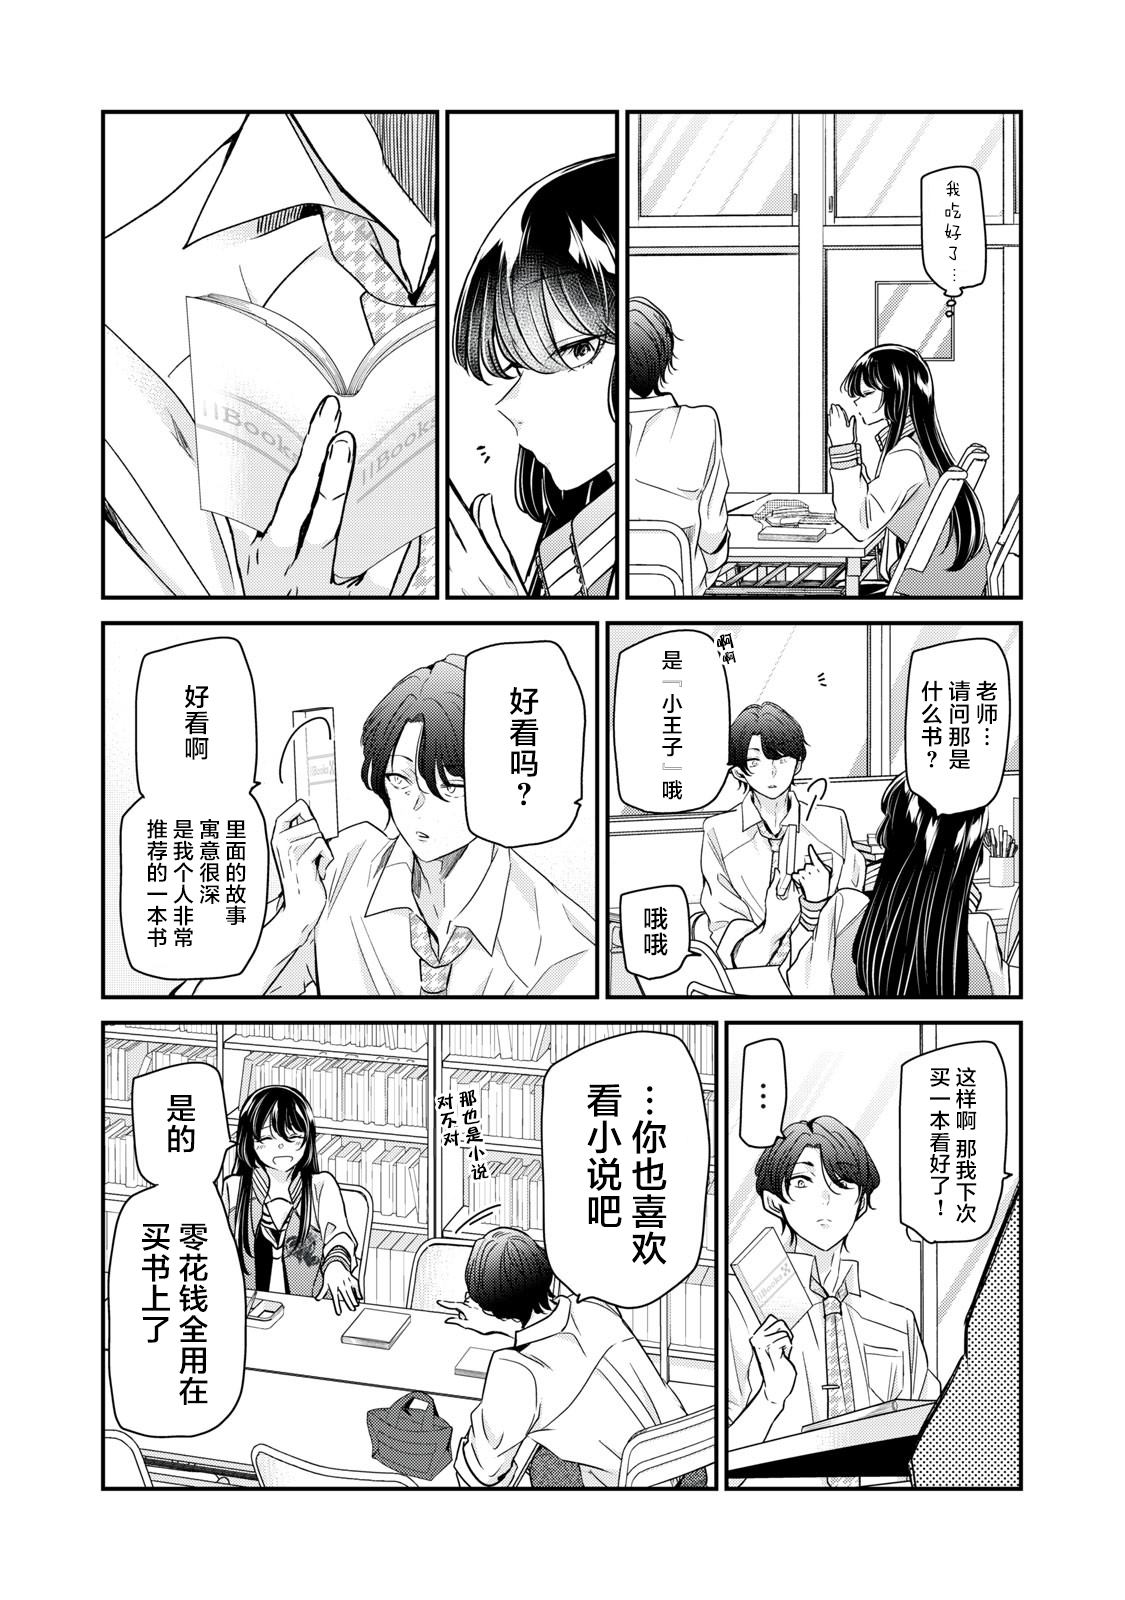 我吃好了…
||Books
||Books
老师…
请问那是
什么书？
啊啊
是『小王子』哦
哦哦
好看吗？
||Books
好看啊
里面的故事
寓意很深
是我个人非常
推荐的一本书
这样啊 那我下次
买一本看好了！
…
||Books
…你也喜欢
看小说吧
那也是小说
对不对
是的
零花钱全用在
买书上了